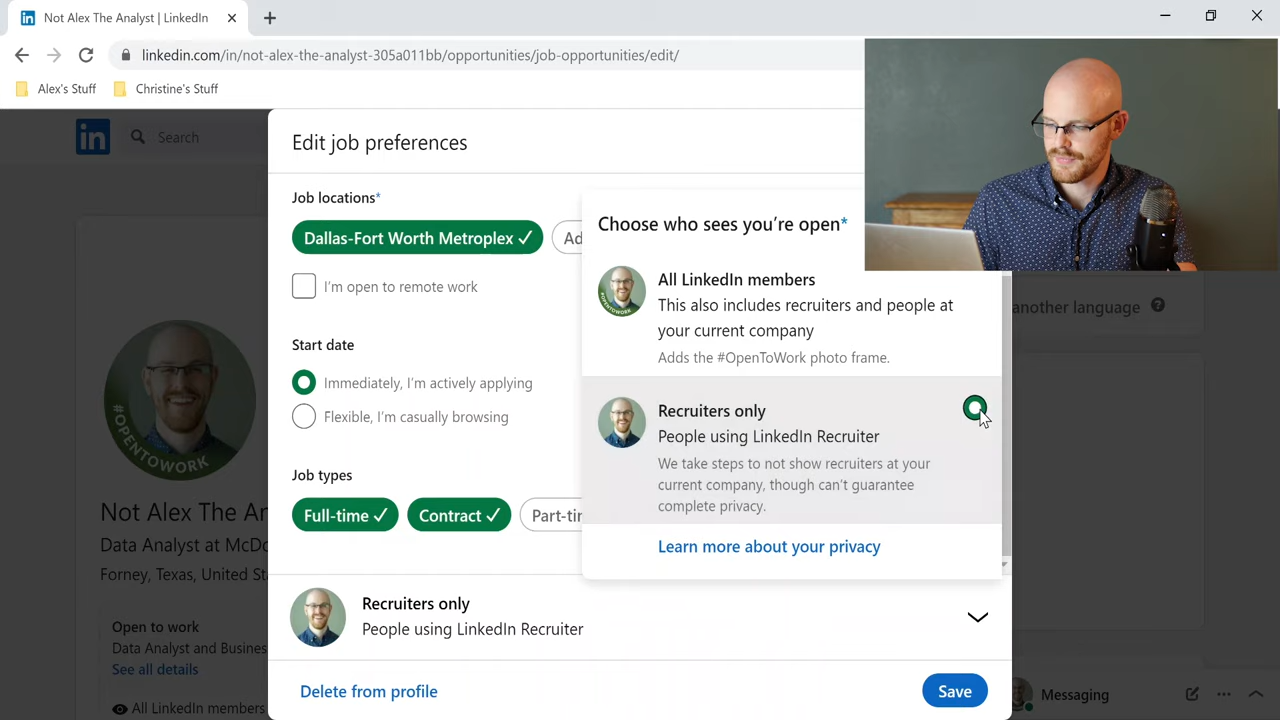 Not Alex The Analyst | LinkedIn
linkedin.com/in/not-alex-the-analyst-305a011bb/opportunities/job-opportunities/edit/
Alex's Stuff
Christine's Stuff
in
Search
Edit job preferences
Job locations*
Dallas-Fort Worth Metroplex ✓
Ad
I'm open to remote work
Start date
Immediately, I'm actively applying
Flexible, I'm casually browsing
Job types
Full-time ✓
Contract ✓
Part-tir
Choose who sees you're open*
All LinkedIn members
This also includes recruiters and people at
your current company
Adds the #OpenToWork photo frame.
Recruiters only
People using LinkedIn Recruiter
We take steps to not show recruiters at your
current company, though can't guarantee
complete privacy.
Learn more about your privacy
Recruiters only
People using LinkedIn Recruiter
Delete from profile
Save
another language
#OPENTOWORK
Not Alex The Ar
Data Analyst at McDo
Forney, Texas, United Sta
Open to work
Data Analyst and Busines
See all details
All LinkedIn members
Messaging